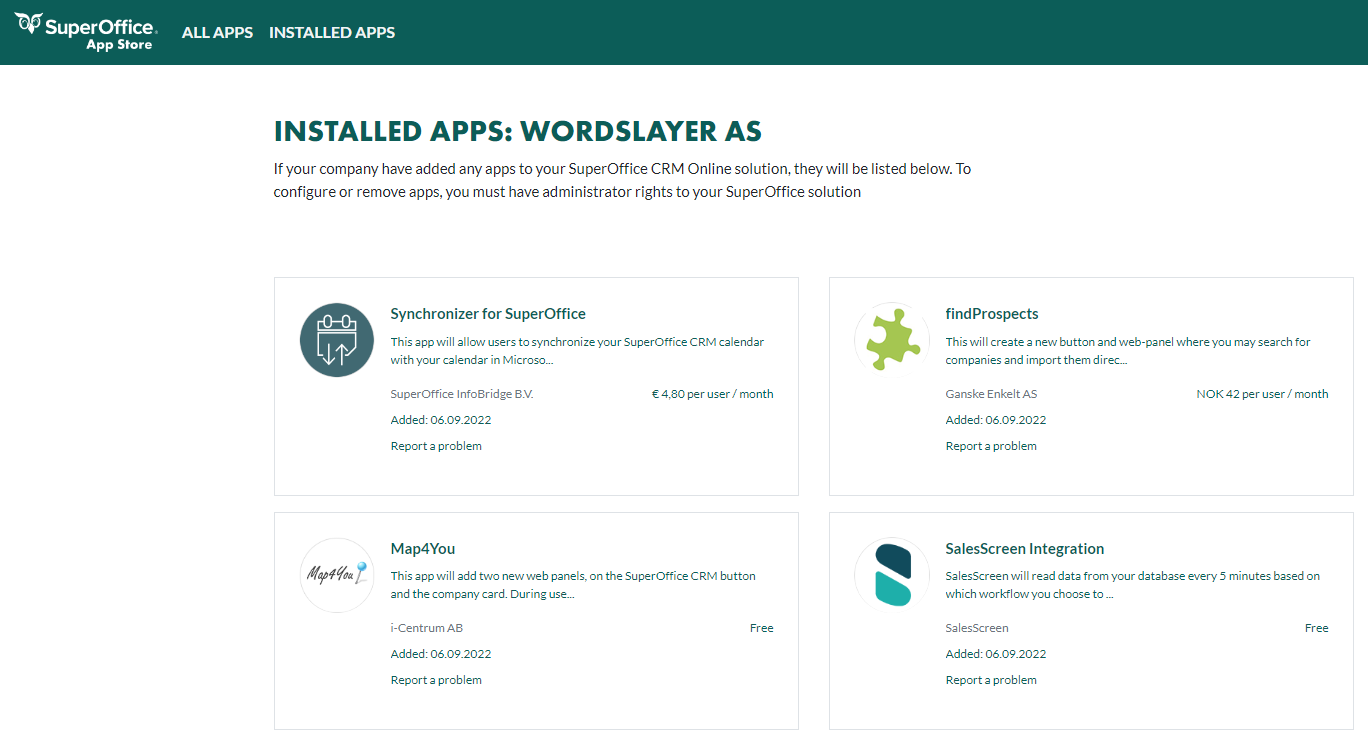 SuperOffice.
App Store
ALL APPS
INSTALLED APPS
INSTALLED APPS: WORDSLAYER AS
If your company have added any apps to your SuperOffice CRM Online solution, they will be listed below. To
configure or remove apps, you must have administrator rights to your SuperOffice solution
Synchronizer for SuperOffice
This app will allow users to synchronize your SuperOffice CRM calendar
with your calendar in Microso...
SuperOffice InfoBridge B.V.
€ 4,80 per user / month
Added: 06.09.2022
Report a problem
findProspects
This will create a new button and web-panel where you may search for
companies and import them direc...
Ganske Enkelt AS
NOK 42 per user / month
Added: 06.09.2022
Report a problem
Map4You
Map4You
This app will add two new web panels, on the SuperOffice CRM button
and the company card. During use...
i-Centrum AB
Free
Added: 06.09.2022
Report a problem
SalesScreen Integration
SalesScreen will read data from your database every 5 minutes based on
which workflow you choose to ...
SalesScreen
Free
Added: 06.09.2022
Report a problem